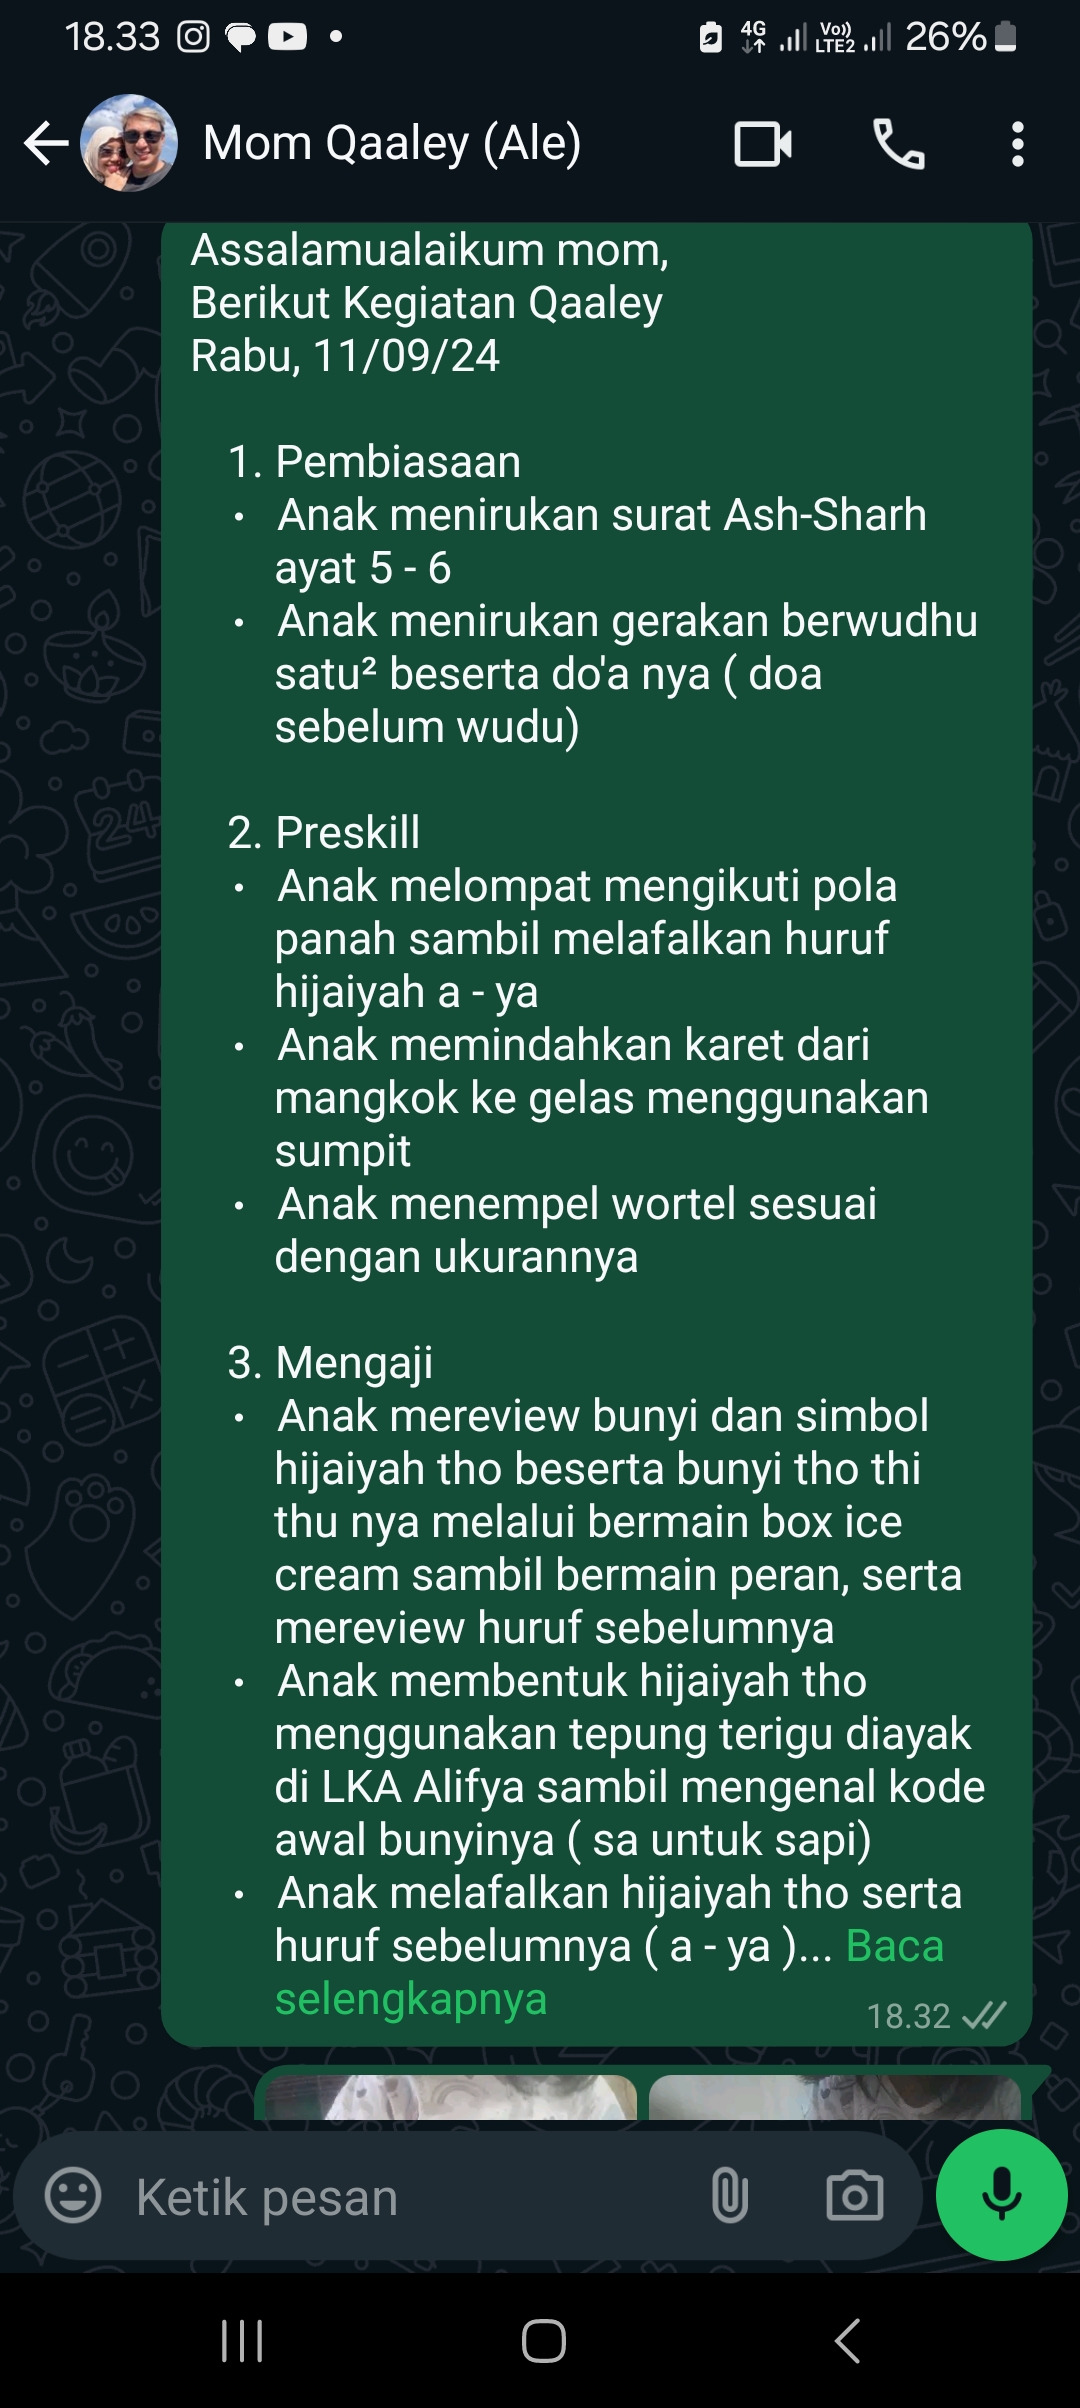 18.33
4G
Vo))
LTE2
26%
Mom Qaaley (Ale)
Assalamualaikum mom,
Berikut Kegiatan Qaaley
Rabu, 11/09/24
1. Pembiasaan
• Anak menirukan surat Ash-Sharh
ayat 5 - 6
• Anak menirukan gerakan berwudhu
satu² beserta do'a nya ( doa
sebelum wudu)
2. Preskill
• Anak melompat mengikuti pola
panah sambil melafalkan huruf
hijaiyah a - ya
• Anak memindahkan karet dari
mangkok ke gelas menggunakan
sumpit
• Anak menempel wortel sesuai
dengan ukurannya
3. Mengaji
• Anak mereview bunyi dan simbol
hijaiyah tho beserta bunyi tho thi
thu nya melalui bermain box ice
cream sambil bermain peran, serta
mereview huruf sebelumnya
• Anak membentuk hijaiyah tho
menggunakan tepung terigu diayak
di LKA Alifya sambil mengenal kode
awal bunyinya ( sa untuk sapi)
• Anak melafalkan hijaiyah tho serta
huruf sebelumnya ( a - ya )... Baca
selengkapnya
18.32
Ketik pesan